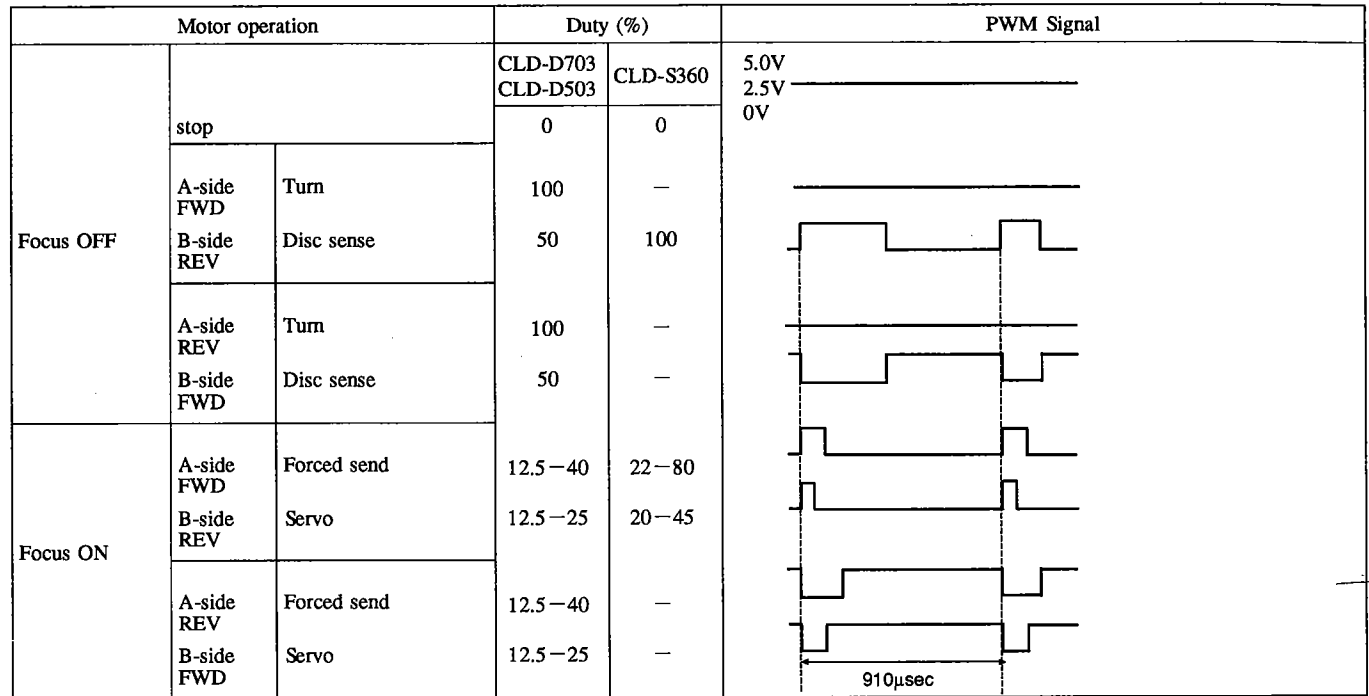 Motor operation Duty (%) PWM Signal
CLD-D703 CLD-D503 CLD-S360
5.0V
2.5V
0V
stop 0 0
A-side FWD Turn 100 —
Focus OFF B-side REV Disc sense 50 100
A-side REV Turn 100 —
B-side FWD Disc sense 50 —
A-side FWD Forced send 12.5—40 22—80
B-side REV Servo 12.5—25 20—45
Focus ON
A-side REV Forced send 12.5—40 —
B-side FWD Servo 12.5—25 —
910μsec